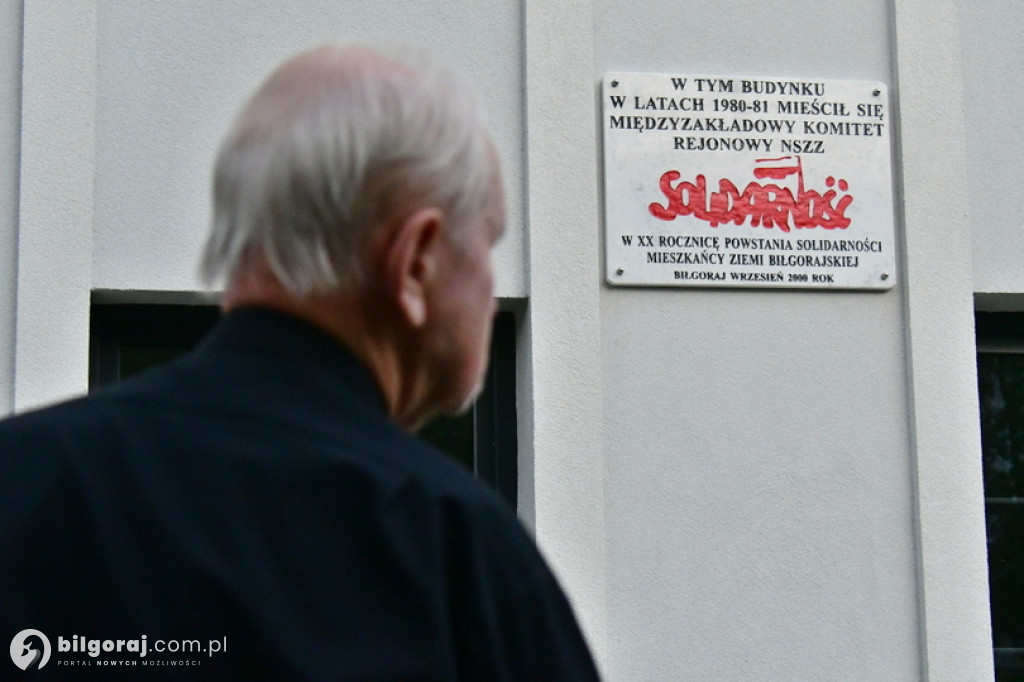 W TYM BUDYNKU
W LATACH 1980-81 MIEŚCIŁ SIĘ
MIĘDZYZAKŁADOWY KOMITET
REJONOWY NSZZ
SOLIDARNOŚĆ
W XX ROCZNICĘ POWSTANIA SOLIDARNOŚCI
MIESZKAŃCY ZIEMI BIŁGORAJSKIEJ
BIŁGORAJ WRZESIEŃ 2000 ROK
bilgoraj.com.pl
PORTAL NOWYCH MOŻLIWOŚCI